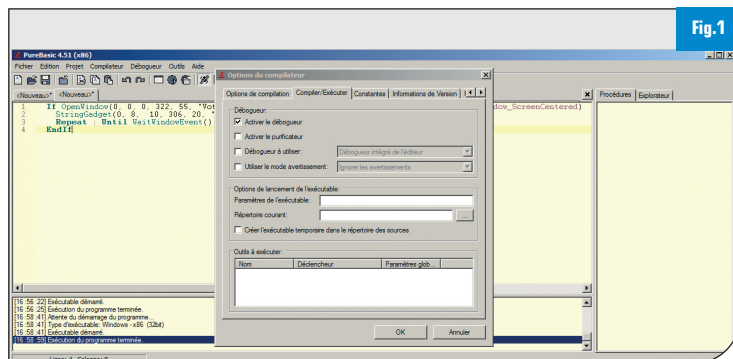 Fig.1
PureBasic 4.51 (x86)
Fichier Edition Projet Compilateur Débogueur Outils Aide
<Nouveau>* <Nouveau>*
1 If OpenWindow(0, 0, 0, 322, 55, "Vot
2 StringGadget(0, 8, 10, 306, 20, "
3 Repeat : Until WaitWindowEvent()
4 EndIf
dow_ScreenCentered)
Procédures Explorateur
Options du compilateur
Options de compilation Compiler/Exécuter Constantes Informations de Version
Débogueur:
Activer le débogueur
Activer le purificateur
Débogueur à utiliser: Débogueur intégré de l'éditeur
Utiliser le mode avertissement: Ignorer les avertissements
Options de lancement de l'exécutable:
Paramètres de l'exécutable:
Répertoire courant: ...
Créer l'exécutable temporaire dans le répertoire des sources
Outils à exécuter:
Nom Déclencheur Paramètres glob...
OK Annuler
[16:56:22] Exécutable démarré.
[16:56:25] Exécution du programme terminée.
[16:58:41] Attente du démarrage du programme...
[16:58:41] Type d'exécutable: Windows - x86 (32bit)
[16:58:41] Exécutable démarré.
[16:58:55] Exécution du programme terminée.